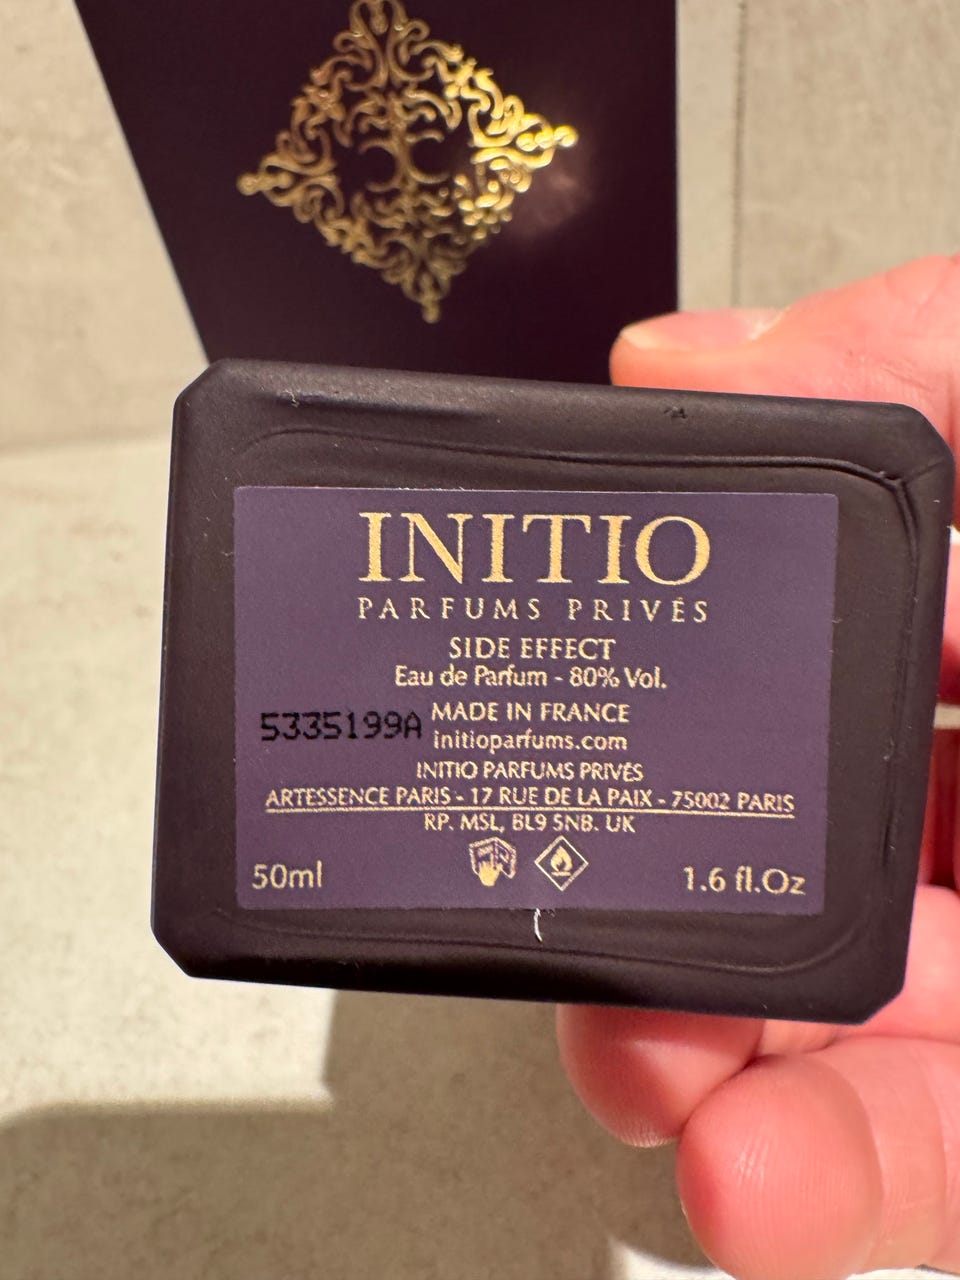 INITIO
PARFUMS PRIVÉS
SIDE EFFECT
Eau de Parfum - 80% Vol.
MADE IN FRANCE
5335199A
initioparfums.com
INITIO PARFUMS PRIVÉS
ARTESSENCE PARIS - 17 RUE DE LA PAIX - 75002 PARIS
RP. MSL, BL9 5NB. UK
50ml
1.6 fl.Oz